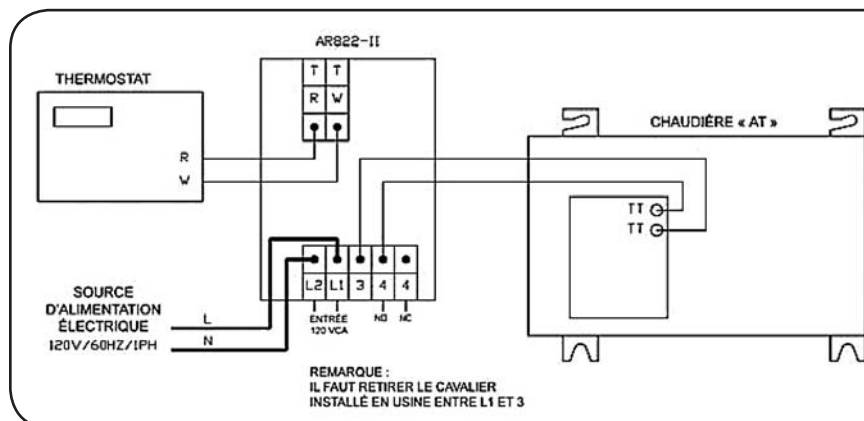 AR822-II
THERMOSTAT
T T
R W
R
W
CHAUDIÈRE « AT »
TT
TT
L2 L1 3 4 4
ENTRÉE
120 VCA
NO NC
SOURCE
D'ALIMENTATION
ÉLECTRIQUE
120V/60HZ/1PH
L
N
REMARQUE :
IL FAUT RETIRER LE CAVALIER
INSTALLÉ EN USINE ENTRE L1 ET 3